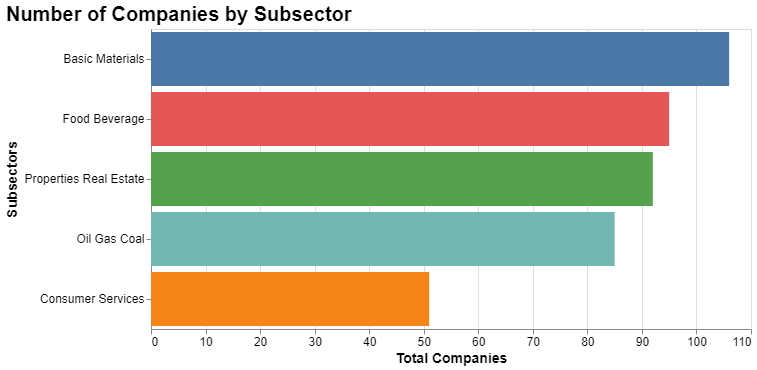 Number of Companies by Subsector
Subsectors
Basic Materials
Food Beverage
Properties Real Estate
Oil Gas Coal
Consumer Services
0 10 20 30 40 50 60 70 80 90 100 110
Total Companies